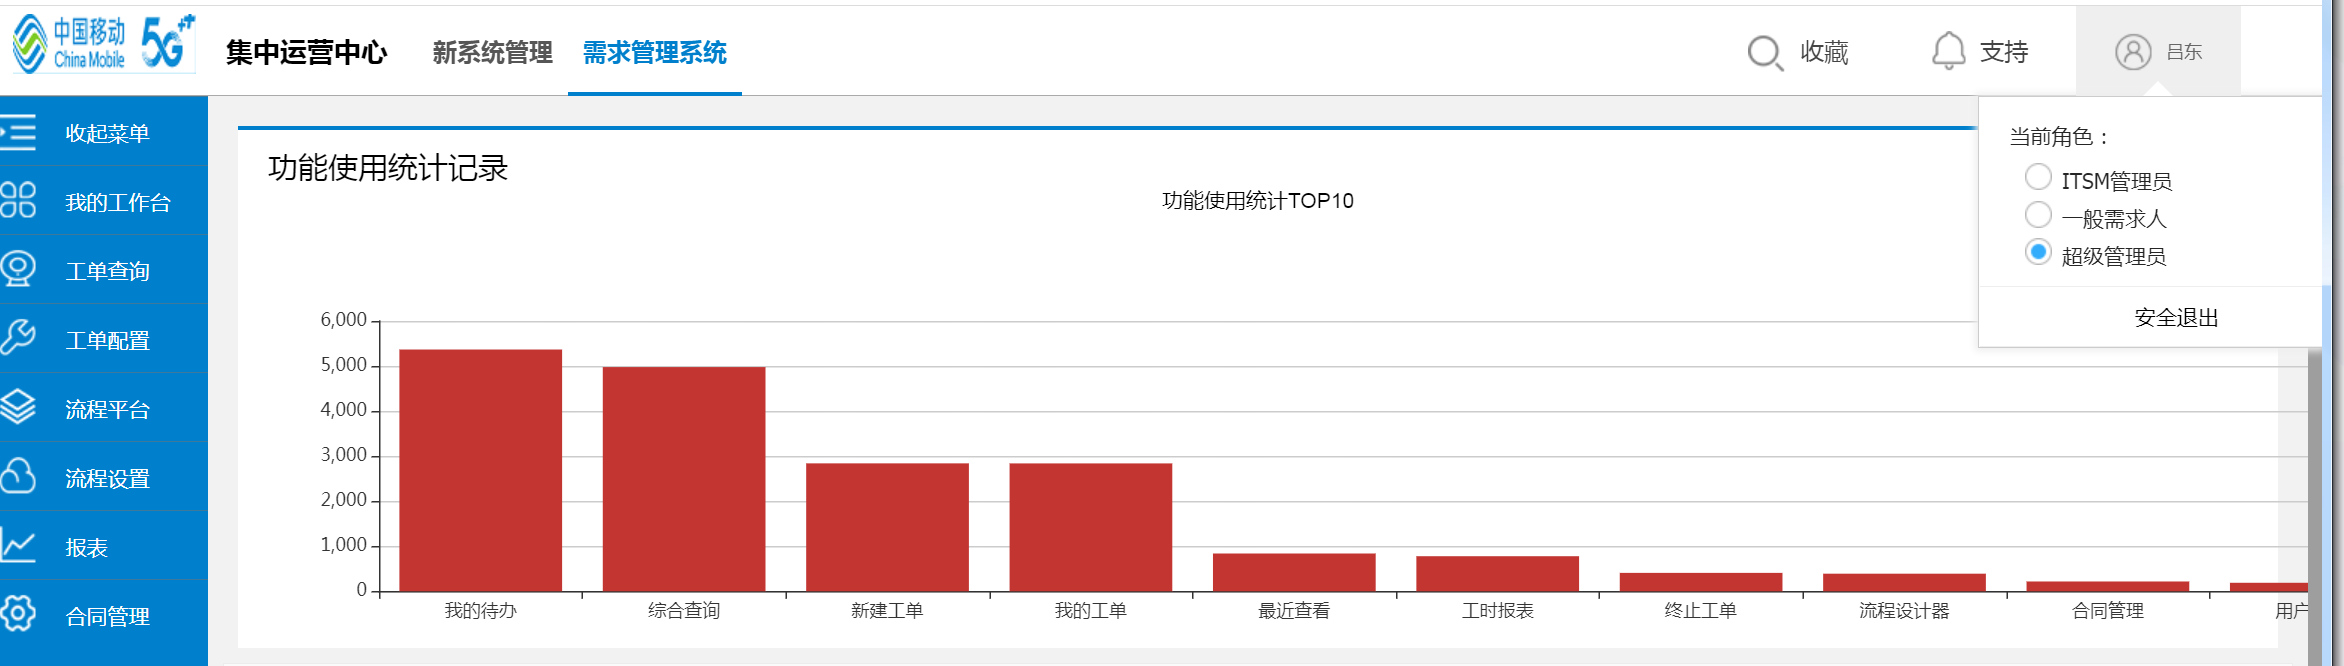 中国移动
China Mobile
5G++
集中运营中心
新系统管理
需求管理系统
收藏
支持
吕东
收起菜单
我的工作台
工单查询
工单配置
流程平台
流程设置
报表
合同管理
当前角色：
ITSM管理员
一般需求人
超级管理员
安全退出
功能使用统计记录
功能使用统计TOP10
6,000
5,000
4,000
3,000
2,000
1,000
0
我的待办
综合查询
新建工单
我的工单
最近查看
工时报表
终止工单
流程设计器
合同管理
用户